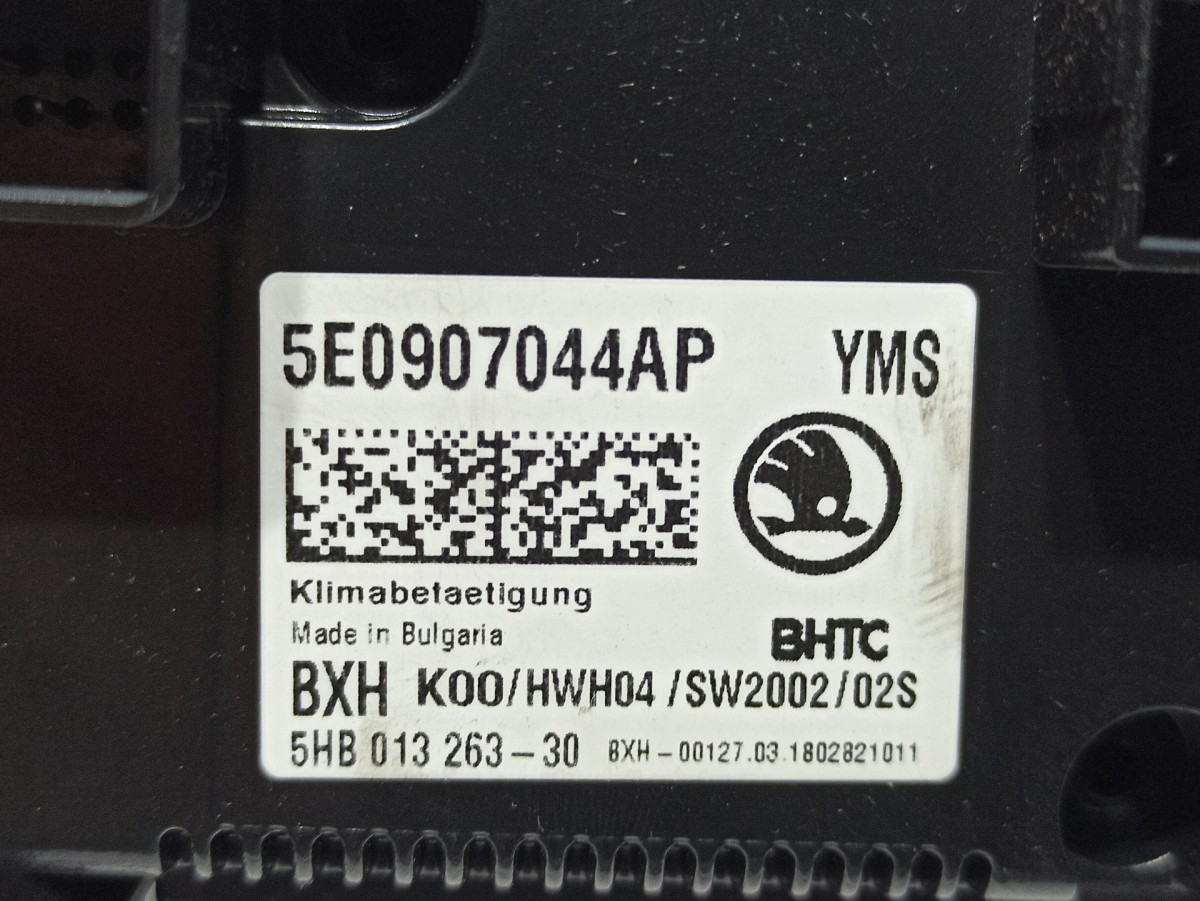 5E0907044AP YMS
Klimabetaetigung
Made in Bulgaria
BHTC
BXH K00/HWH04 /SW2002/02S
5HB 013 263-30 BXH-00127.03.1802821011